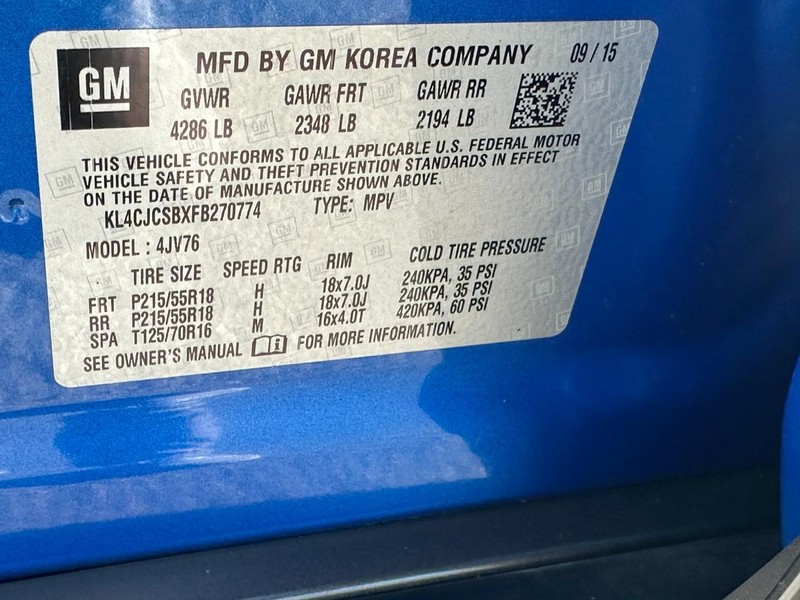 GM MFD BY GM KOREA COMPANY 09 / 15
GVWR GAWR FRT GAWR RR
4286 LB 2348 LB 2194 LB
THIS VEHICLE CONFORMS TO ALL APPLICABLE U.S. FEDERAL MOTOR
VEHICLE SAFETY AND THEFT PREVENTION STANDARDS IN EFFECT
ON THE DATE OF MANUFACTURE SHOWN ABOVE.
KL4CJCSBXFB270774 TYPE: MPV
MODEL : 4JV76
TIRE SIZE SPEED RTG RIM COLD TIRE PRESSURE
FRT P215/55R18 H 18x7.0J 240KPA, 35 PSI
RR P215/55R18 H 18x7.0J 240KPA, 35 PSI
SPA T125/70R16 M 16x4.0T 420KPA, 60 PSI
SEE OWNER'S MANUAL FOR MORE INFORMATION.